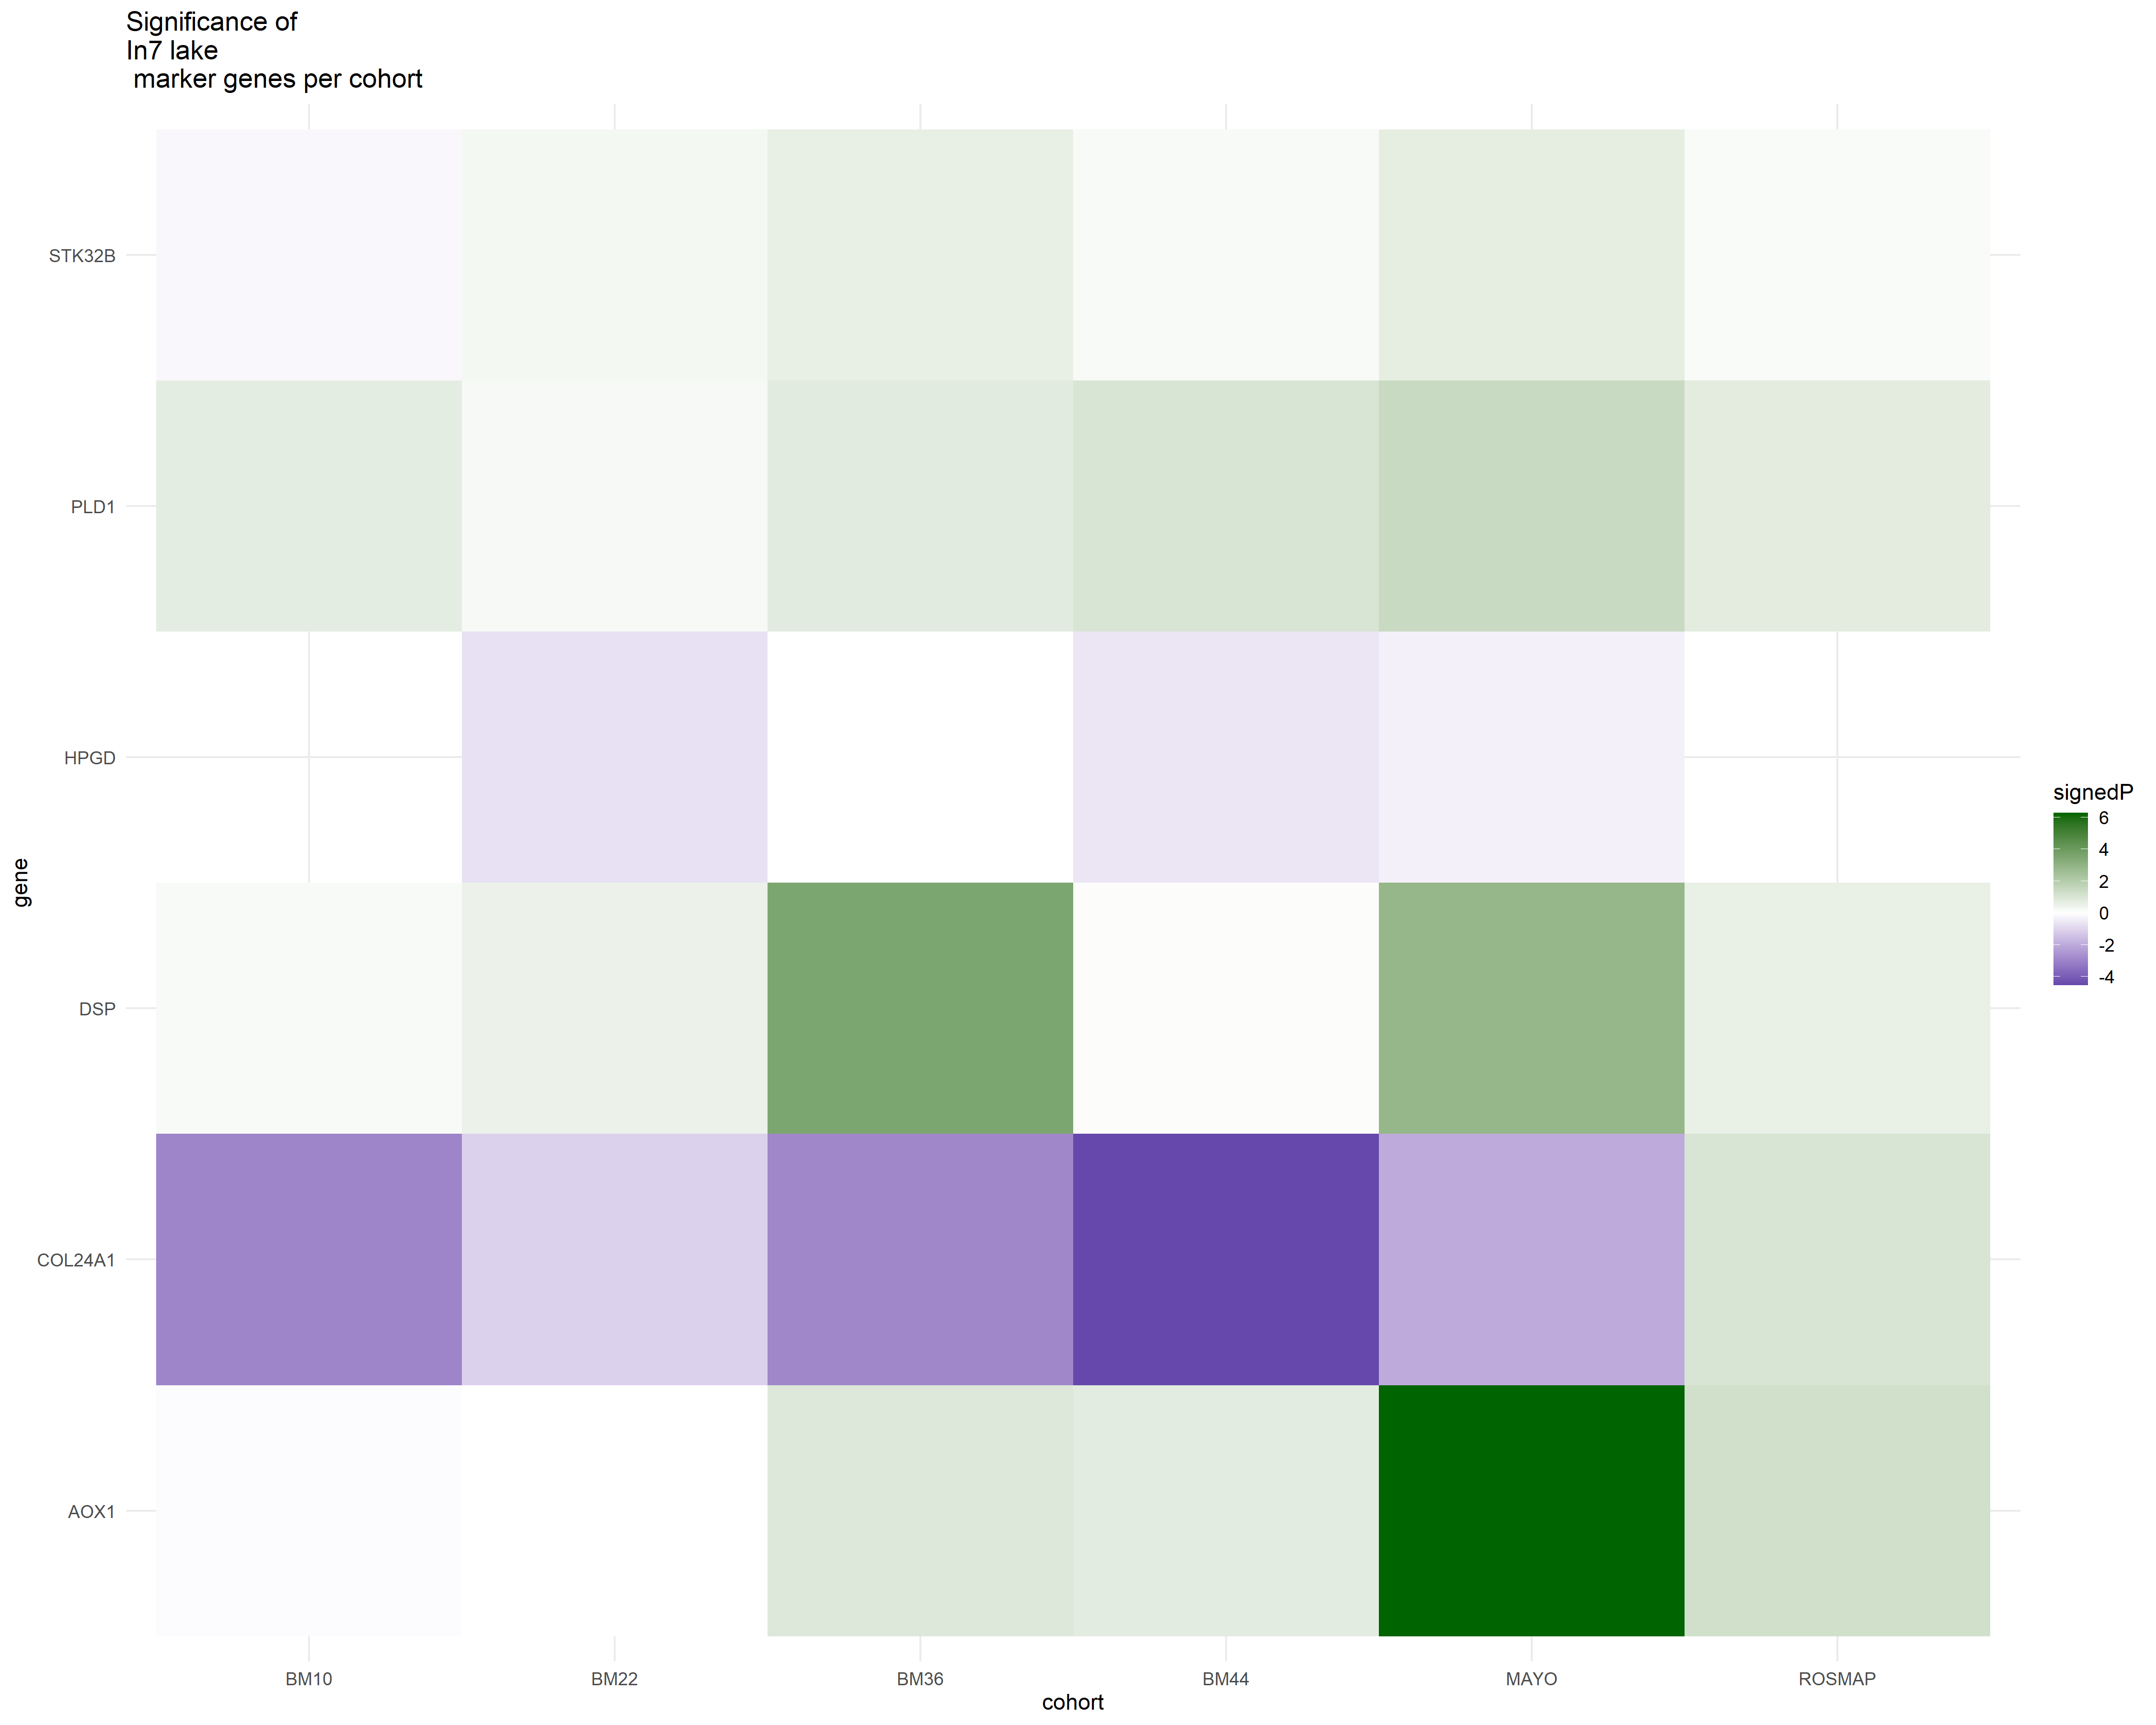 Significance of
In7 lake
marker genes per cohort
STK32B
PLD1
HPGD
DSP
COL24A1
AOX1
gene
BM10
BM22
BM36
BM44
MAYO
ROSMAP
cohort
signedP
6
4
2
0
-2
-4